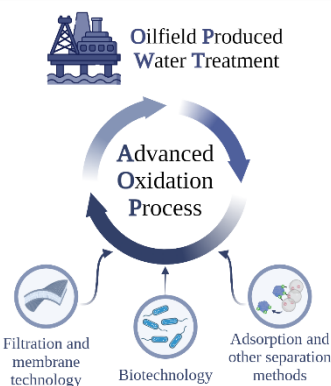 Oilfield Produced
Water Treatment
Advanced
Oxidation
Process
Filtration and
membrane
technology
Biotechnology
Adsorption and
other separation
methods